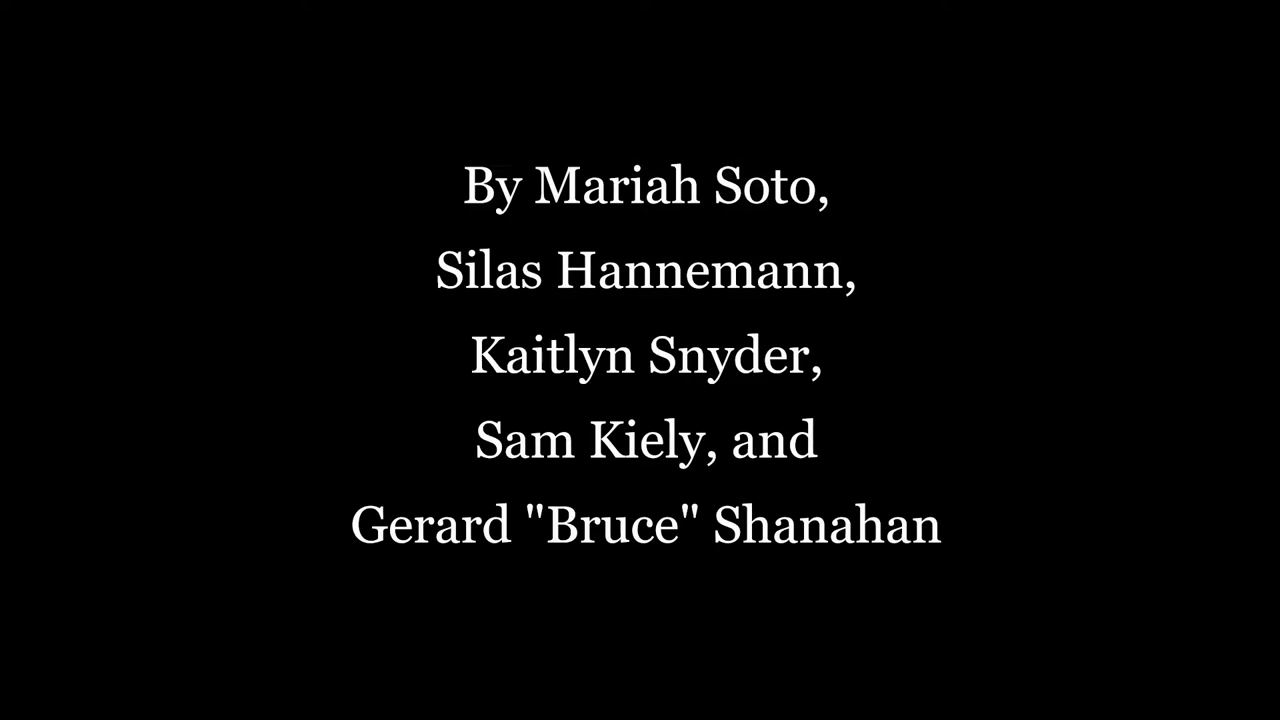 By Mariah Soto,
Silas Hannemann,
Kaitlyn Snyder,
Sam Kiely, and
Gerard "Bruce" Shanahan